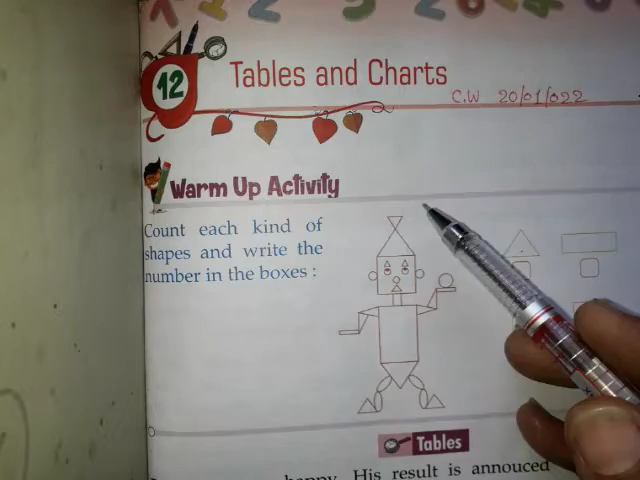 12
Tables and Charts
C.W 20/01/022
Warm Up Activity
Count each kind of
shapes and write the
number in the boxes :
Tables
happy. His result is annouced